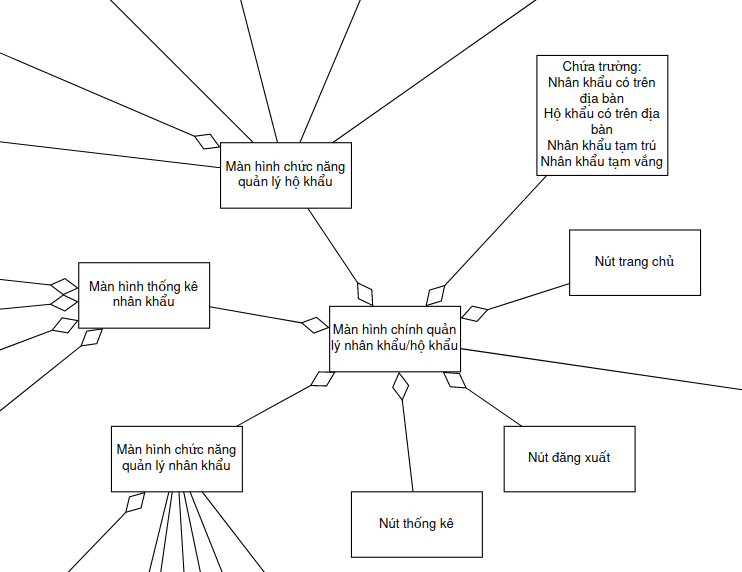 Chứa trường:
Nhân khẩu có trên
địa bàn
Hộ khẩu có trên địa
bàn
Nhân khẩu tạm trú
Nhân khẩu tạm vắng
Màn hình chức năng
quản lý hộ khẩu
Nút trang chủ
Màn hình thống kê
nhân khẩu
Màn hình chính quản
lý nhân khẩu/hộ khẩu
Màn hình chức năng
quản lý nhân khẩu
Nút đăng xuất
Nút thống kê